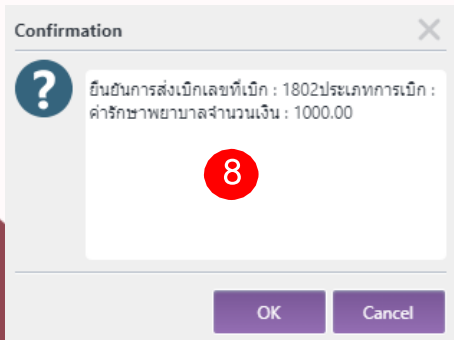 Confirmation
?
ยืนยันการส่งเบิกเลขที่เบิก : 1802ประเภทการเบิก :
ค่ารักษาพยาบาลจำนวนเงิน : 1000.00
8
OK Cancel